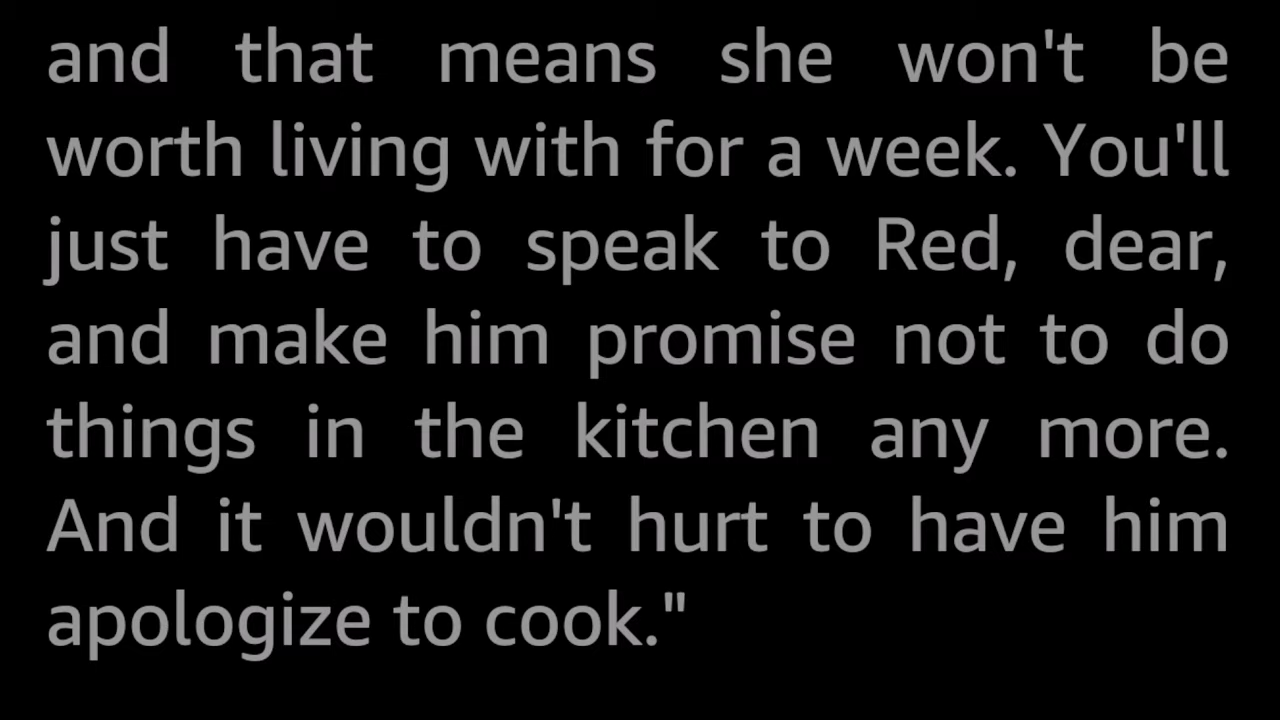 and that means she won't be
worth living with for a week. You'll
just have to speak to Red, dear,
and make him promise not to do
things in the kitchen any more.
And it wouldn't hurt to have him
apologize to cook."